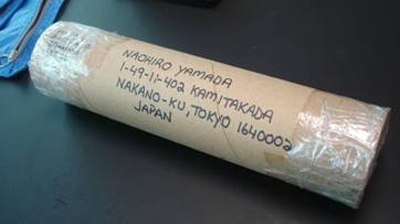 NAOHIRO YAMADA
1-49-11-402 KAMITAKADA
NAKANO-KU, TOKYO 1640002
JAPAN